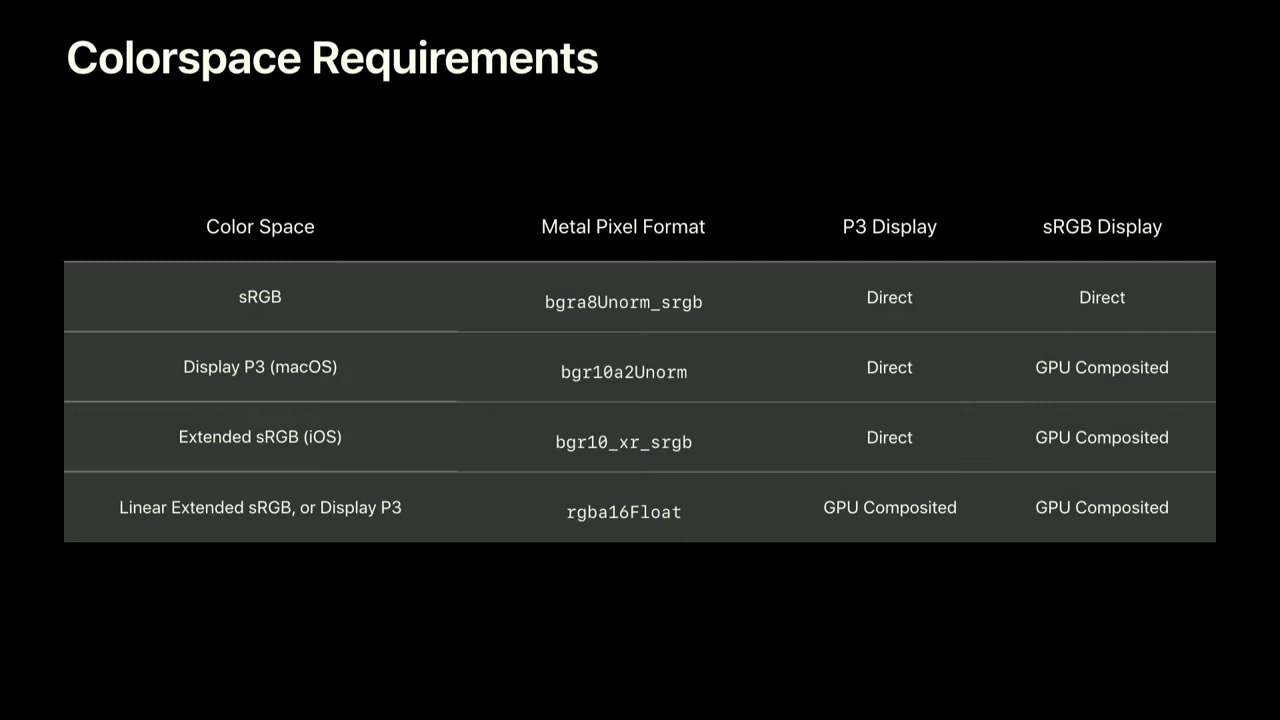 Colorspace Requirements
Color Space Metal Pixel Format P3 Display sRGB Display
sRGB bgra8Unorm_srgb Direct Direct
Display P3 (macOS) bgr10a2Unorm Direct GPU Composited
Extended sRGB (iOS) bgr10_xr_srgb Direct GPU Composited
Linear Extended sRGB, or Display P3 rgba16Float GPU Composited GPU Composited